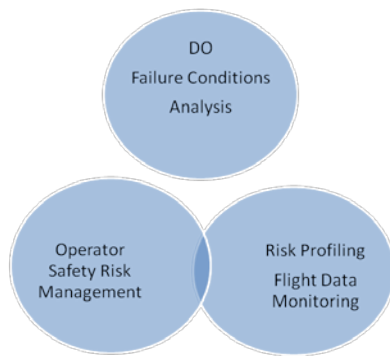 DO
Failure Conditions
Analysis
Operator
Safety Risk
Management
Risk Profiling
Flight Data
Monitoring